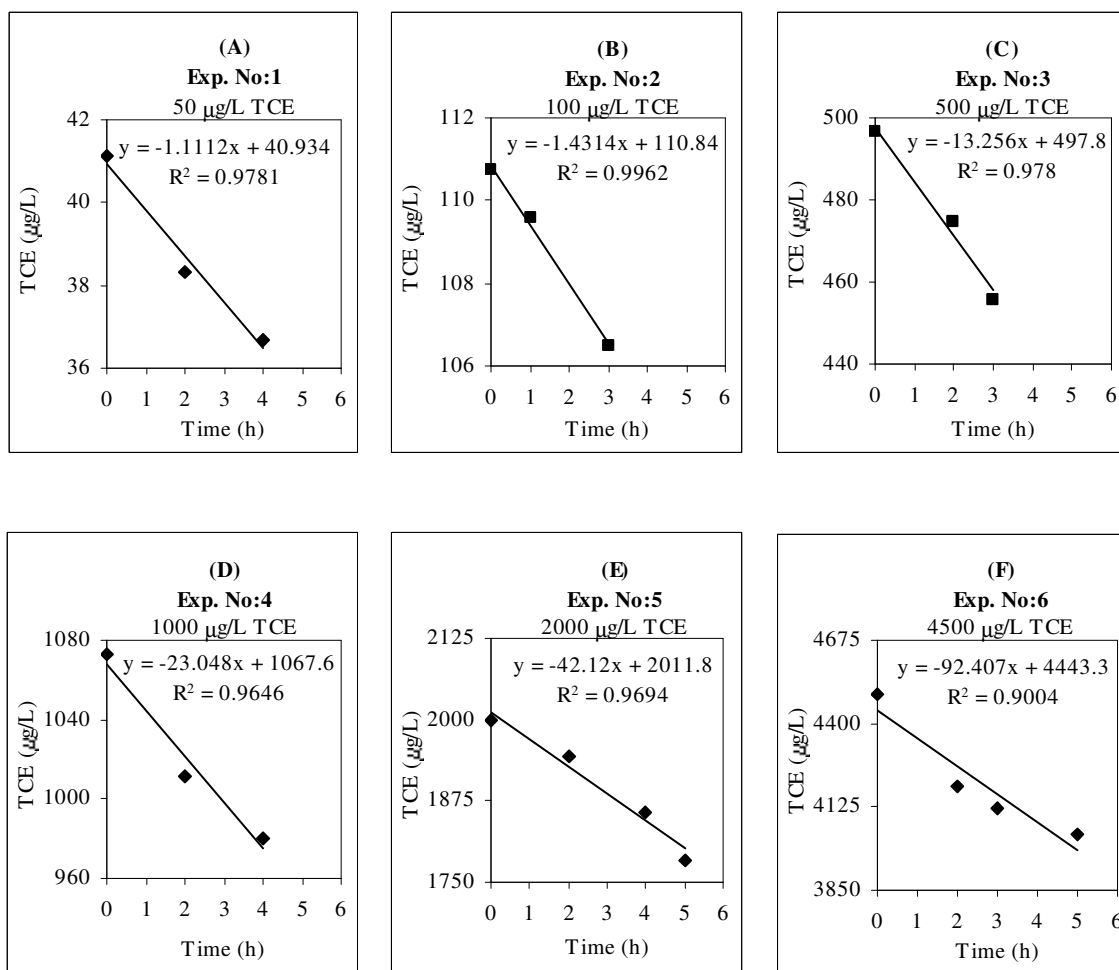 (A)
Exp. No:1
50 µg/L TCE
y = -1.1112x + 40.934
R² = 0.9781
TCE (µg/L)
42
40
38
36
0 1 2 3 4 5 6
Time (h)
(B)
Exp. No:2
100 µg/L TCE
y = -1.4314x + 110.84
R² = 0.9962
TCE (µg/L)
112
110
108
106
0 1 2 3 4 5 6
Time (h)
(C)
Exp. No:3
500 µg/L TCE
y = -13.256x + 497.8
R² = 0.978
TCE (µg/L)
500
480
460
440
0 1 2 3 4 5 6
Time (h)
(D)
Exp. No:4
1000 µg/L TCE
y = -23.048x + 1067.6
R² = 0.9646
TCE (µg/L)
1080
1040
1000
960
0 1 2 3 4 5 6
Time (h)
(E)
Exp. No:5
2000 µg/L TCE
y = -42.12x + 2011.8
R² = 0.9694
TCE (µg/L)
2125
2000
1875
1750
0 1 2 3 4 5 6
Time (h)
(F)
Exp. No:6
4500 µg/L TCE
y = -92.407x + 4443.3
R² = 0.9004
TCE (µg/L)
4675
4400
4125
3850
0 1 2 3 4 5 6
Time (h)